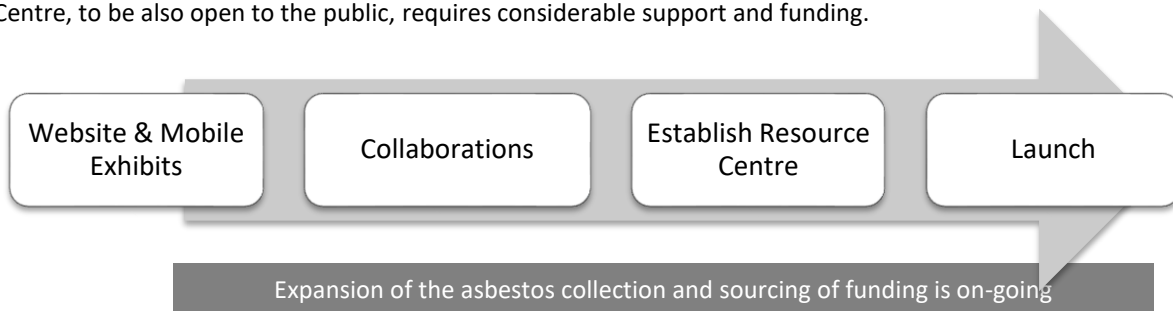 Centre, to be also open to the public, requires considerable support and funding.
Website & Mobile
Exhibits
Collaborations
Establish Resource
Centre
Launch
Expansion of the asbestos collection and sourcing of funding is on-going